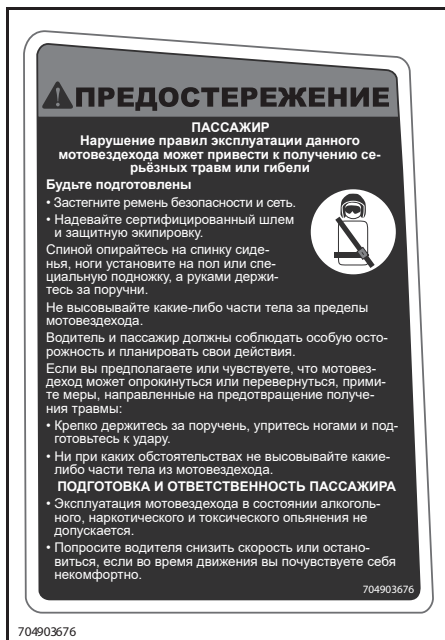 ПРЕДОСТЕРЕЖЕНИЕ
ПАССАЖИР
Нарушение правил эксплуатации данного
мотовездехода может привести к получению се-
рьёзных травм или гибели
Будьте подготовлены
• Застегните ремень безопасности и сеть.
• Надевайте сертифицированный шлем
и защитную экипировку.
Спиной опирайтесь на спинку сиде-
нья, ноги установите на пол или спе-
циальную подножку, а руками держи-
тесь за поручни.
Не высовывайте какие-либо части тела за пределы
мотовездехода.
Водитель и пассажир должны соблюдать особую осто-
рожность и планировать свои действия.
Если вы предполагаете или чувствуете, что мотовез-
деход может опрокинуться или перевернуться, прими-
те меры, направленные на предотвращение получе-
ния травмы:
• Крепко держитесь за поручень, упритесь ногами и под-
готовьтесь к удару.
• Ни при каких обстоятельствах не высовывайте какие-
либо части тела из мотовездехода.
ПОДГОТОВКА И ОТВЕТСТВЕННОСТЬ ПАССАЖИРА
• Эксплуатация мотовездехода в состоянии алкоголь-
ного, наркотического и токсического опьянения не
допускается.
• Попросите водителя снизить скорость или остано-
виться, если во время движения вы почувствуете себя
некомфортно.
704903676
704903676